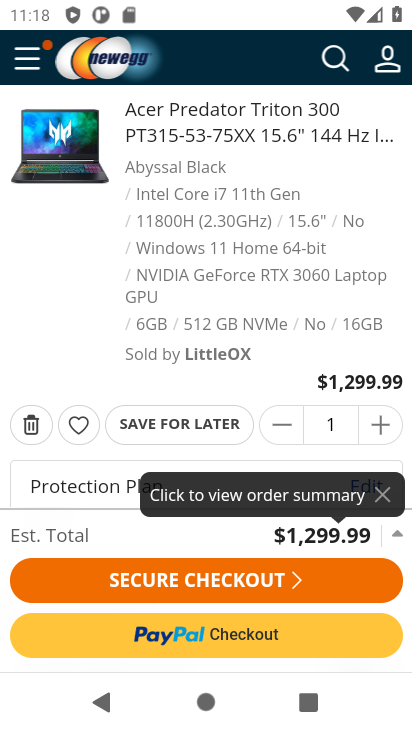 11:18
newegg
Acer Predator Triton 300
PT315-53-75XX 15.6" 144 Hz I...
Abyssal Black
/ Intel Core i7 11th Gen
/ 11800H (2.30GHz) / 15.6" / No
/ Windows 11 Home 64-bit
/ NVIDIA GeForce RTX 3060 Laptop
GPU
/ 6GB / 512 GB NVMe / No / 16GB
Sold by LittleOX
$1,299.99
SAVE FOR LATER
1
Protection Plan Edit
Click to view order summary
Est. Total $1,299.99
SECURE CHECKOUT
PayPal Checkout